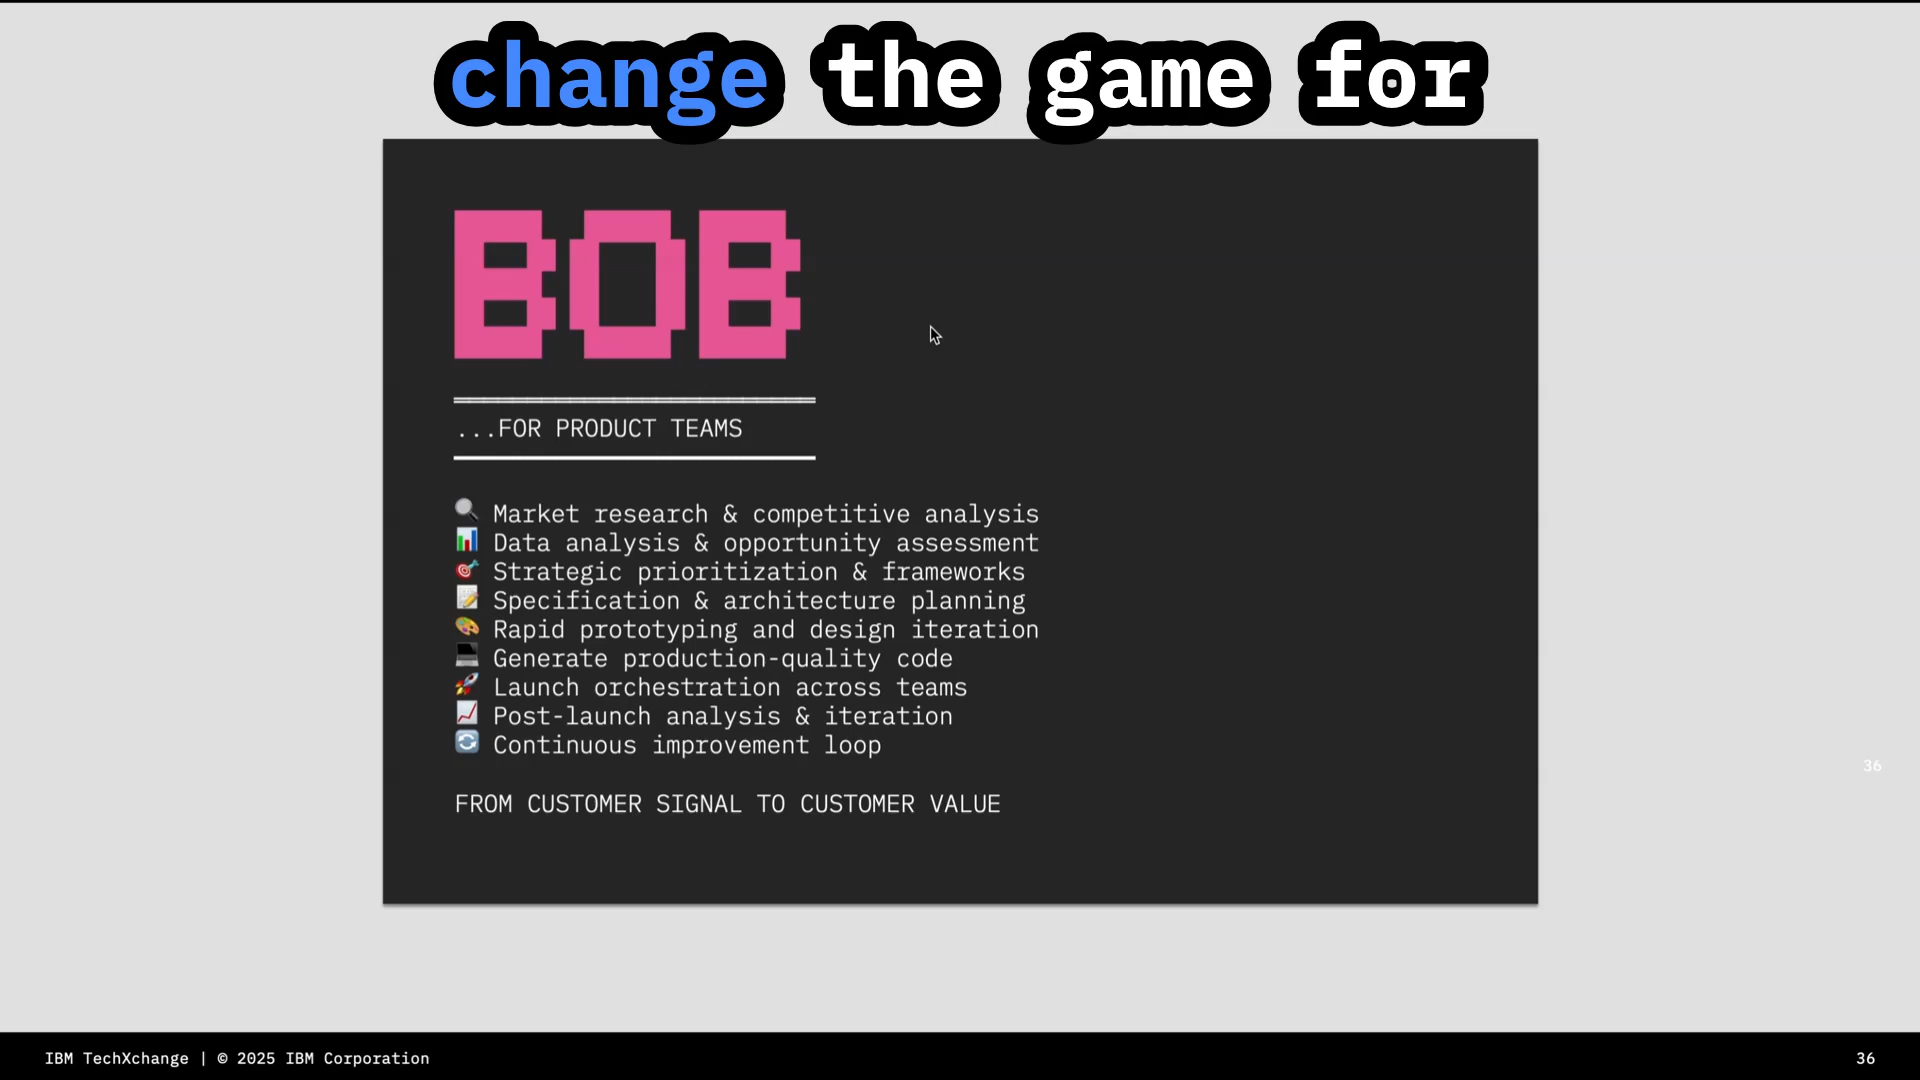 change the game for
BOB
...FOR PRODUCT TEAMS
Market research & competitive analysis
Data analysis & opportunity assessment
Strategic prioritization & frameworks
Specification & architecture planning
Rapid prototyping and design iteration
Generate production-quality code
Launch orchestration across teams
Post-launch analysis & iteration
Continuous improvement loop
FROM CUSTOMER SIGNAL TO CUSTOMER VALUE
36
IBM TechXchange | © 2025 IBM Corporation
36